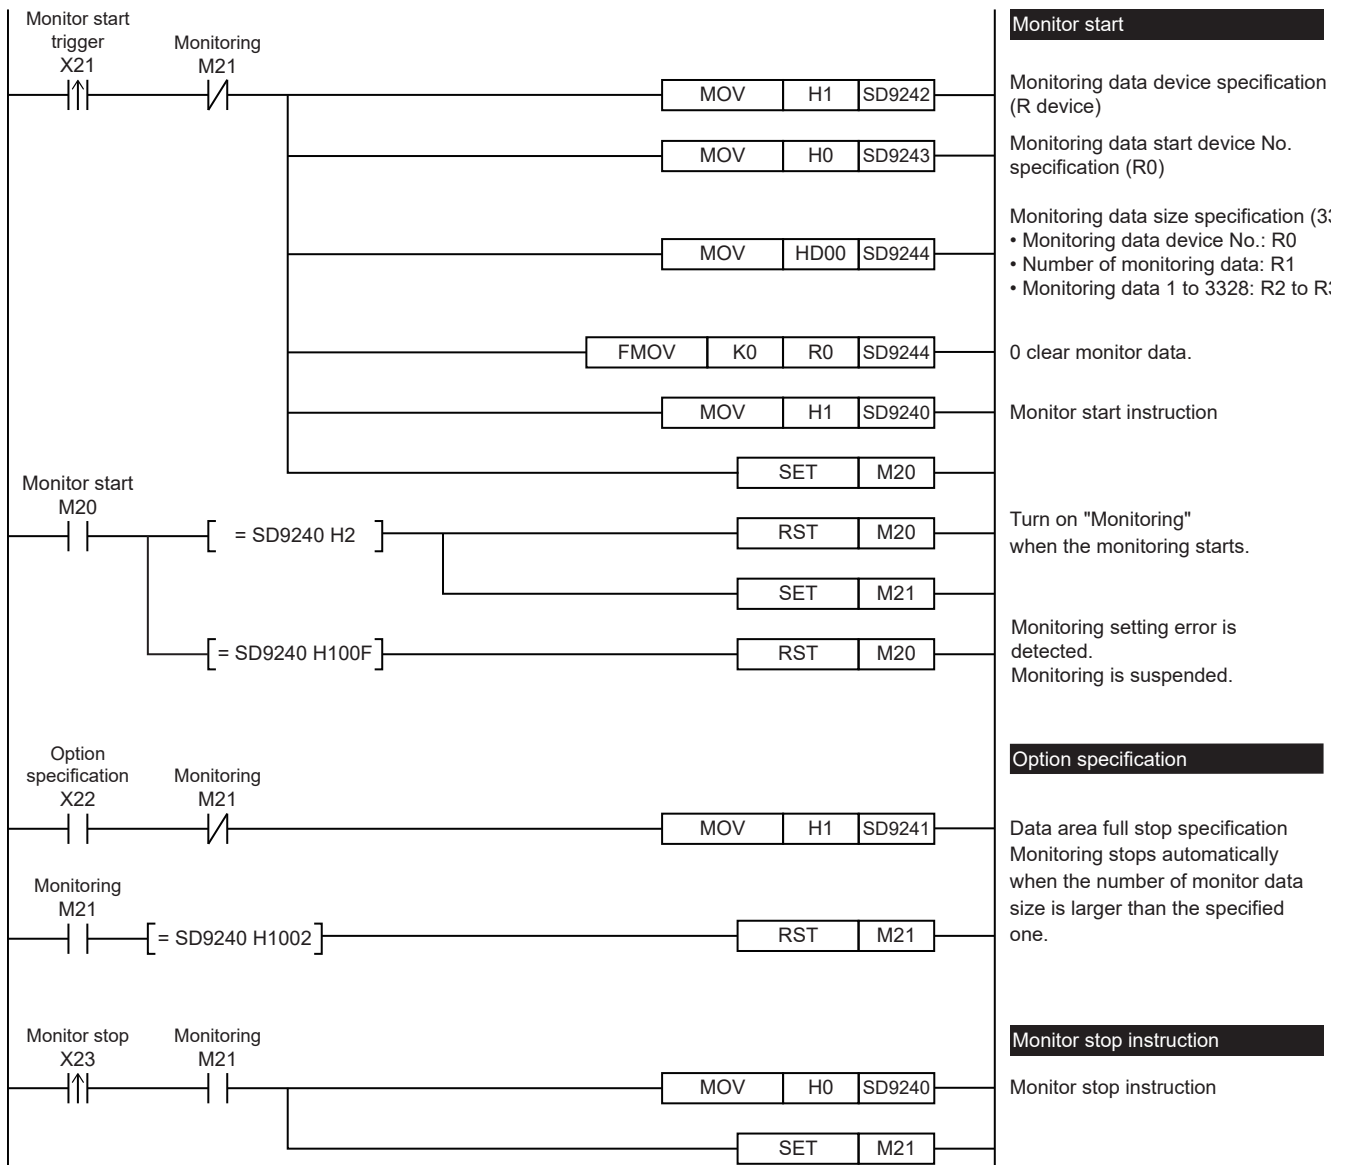 Monitor start
trigger
X21
Monitoring
M21
MOV H1 SD9242
Monitor start
Monitoring data device specification
(R device)
MOV H0 SD9243
Monitoring data start device No.
specification (R0)
MOV HD00 SD9244
Monitoring data size specification
• Monitoring data device No.: R0
• Number of monitoring data: R1
• Monitoring data 1 to 3328: R2 to
FMOV K0 R0 SD9244
0 clear monitor data.
MOV H1 SD9240
Monitor start instruction
SET M20
Monitor start
M20
= SD9240 H2
RST M20
Turn on "Monitoring"
when the monitoring starts.
SET M21
= SD9240 H100F
RST M20
Monitoring setting error is
detected.
Monitoring is suspended.
Option
specification
X22
Monitoring
M21
MOV H1 SD9241
Option specification
Data area full stop specification
Monitoring stops automatically
when the number of monitor data
size is larger than the specified
one.
Monitoring
M21
= SD9240 H1002
RST M21
Monitor stop
X23
Monitoring
M21
MOV H0 SD9240
Monitor stop instruction
Monitor stop instruction
SET M21